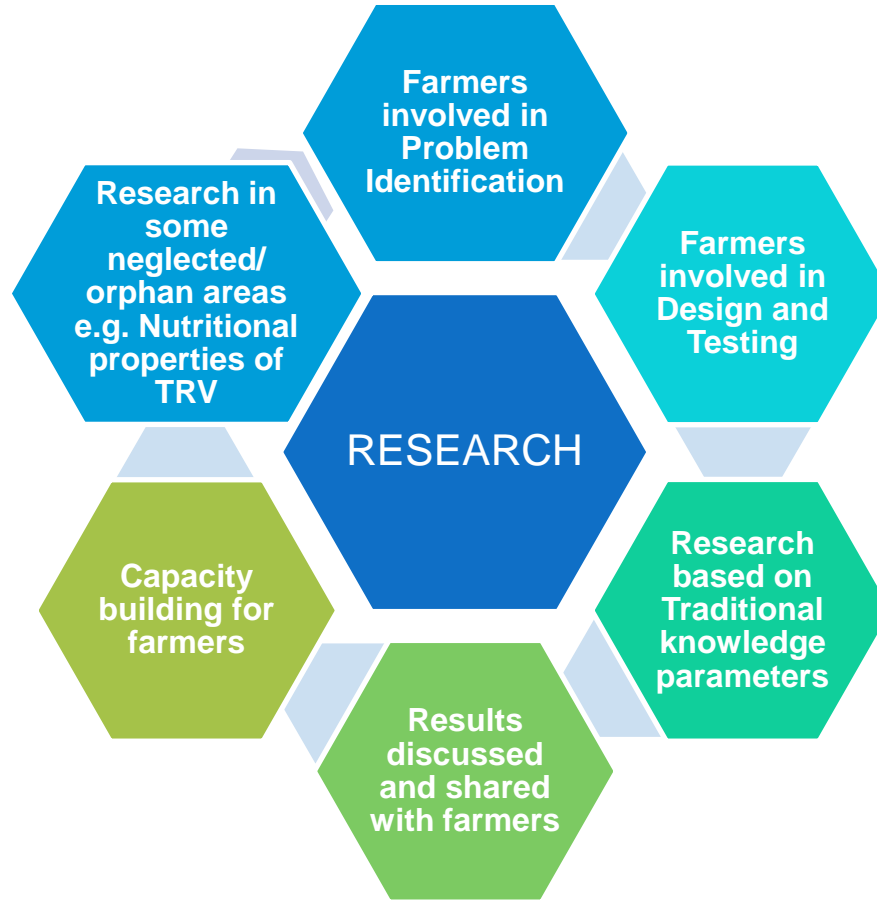 Farmers
involved in
Problem
Identification
Farmers
involved in
Design and
Testing
Research
based on
Traditional
knowledge
parameters
Results
discussed
and shared
with farmers
Capacity
building for
farmers
Research in
some
neglected/
orphan areas
e.g. Nutritional
properties of
TRV
RESEARCH